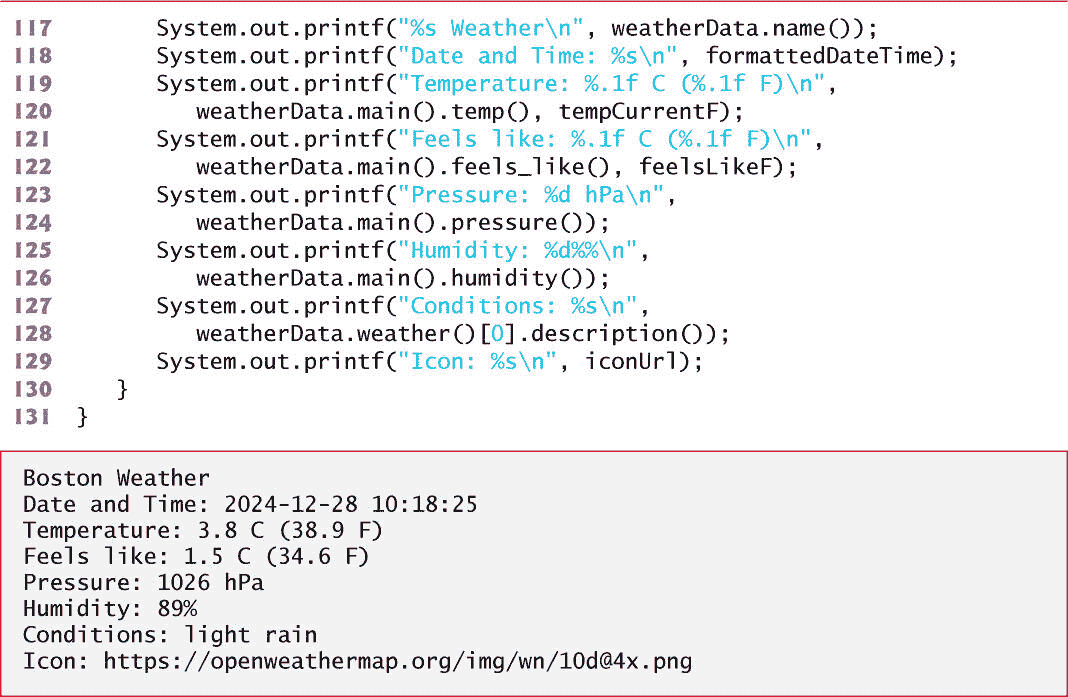 117 System.out.printf("%s Weather\n", weatherData.name());
118 System.out.printf("Date and Time: %s\n", formattedDateTime);
119 System.out.printf("Temperature: %.1f C (%.1f F)\n",
120 weatherData.main().temp(), tempCurrentF);
121 System.out.printf("Feels like: %.1f C (%.1f F)\n",
122 weatherData.main().feels_like(), feelsLikeF);
123 System.out.printf("Pressure: %d hPa\n",
124 weatherData.main().pressure());
125 System.out.printf("Humidity: %d%%\n",
126 weatherData.main().humidity());
127 System.out.printf("Conditions: %s\n",
128 weatherData.weather()[0].description());
129 System.out.printf("Icon: %s\n", iconUrl);
130 }
131 }
Boston Weather
Date and Time: 2024-12-28 10:18:25
Temperature: 3.8 C (38.9 F)
Feels like: 1.5 C (34.6 F)
Pressure: 1026 hPa
Humidity: 89%
Conditions: light rain
Icon: https://openweathermap.org/img/wn/10d@4x.png